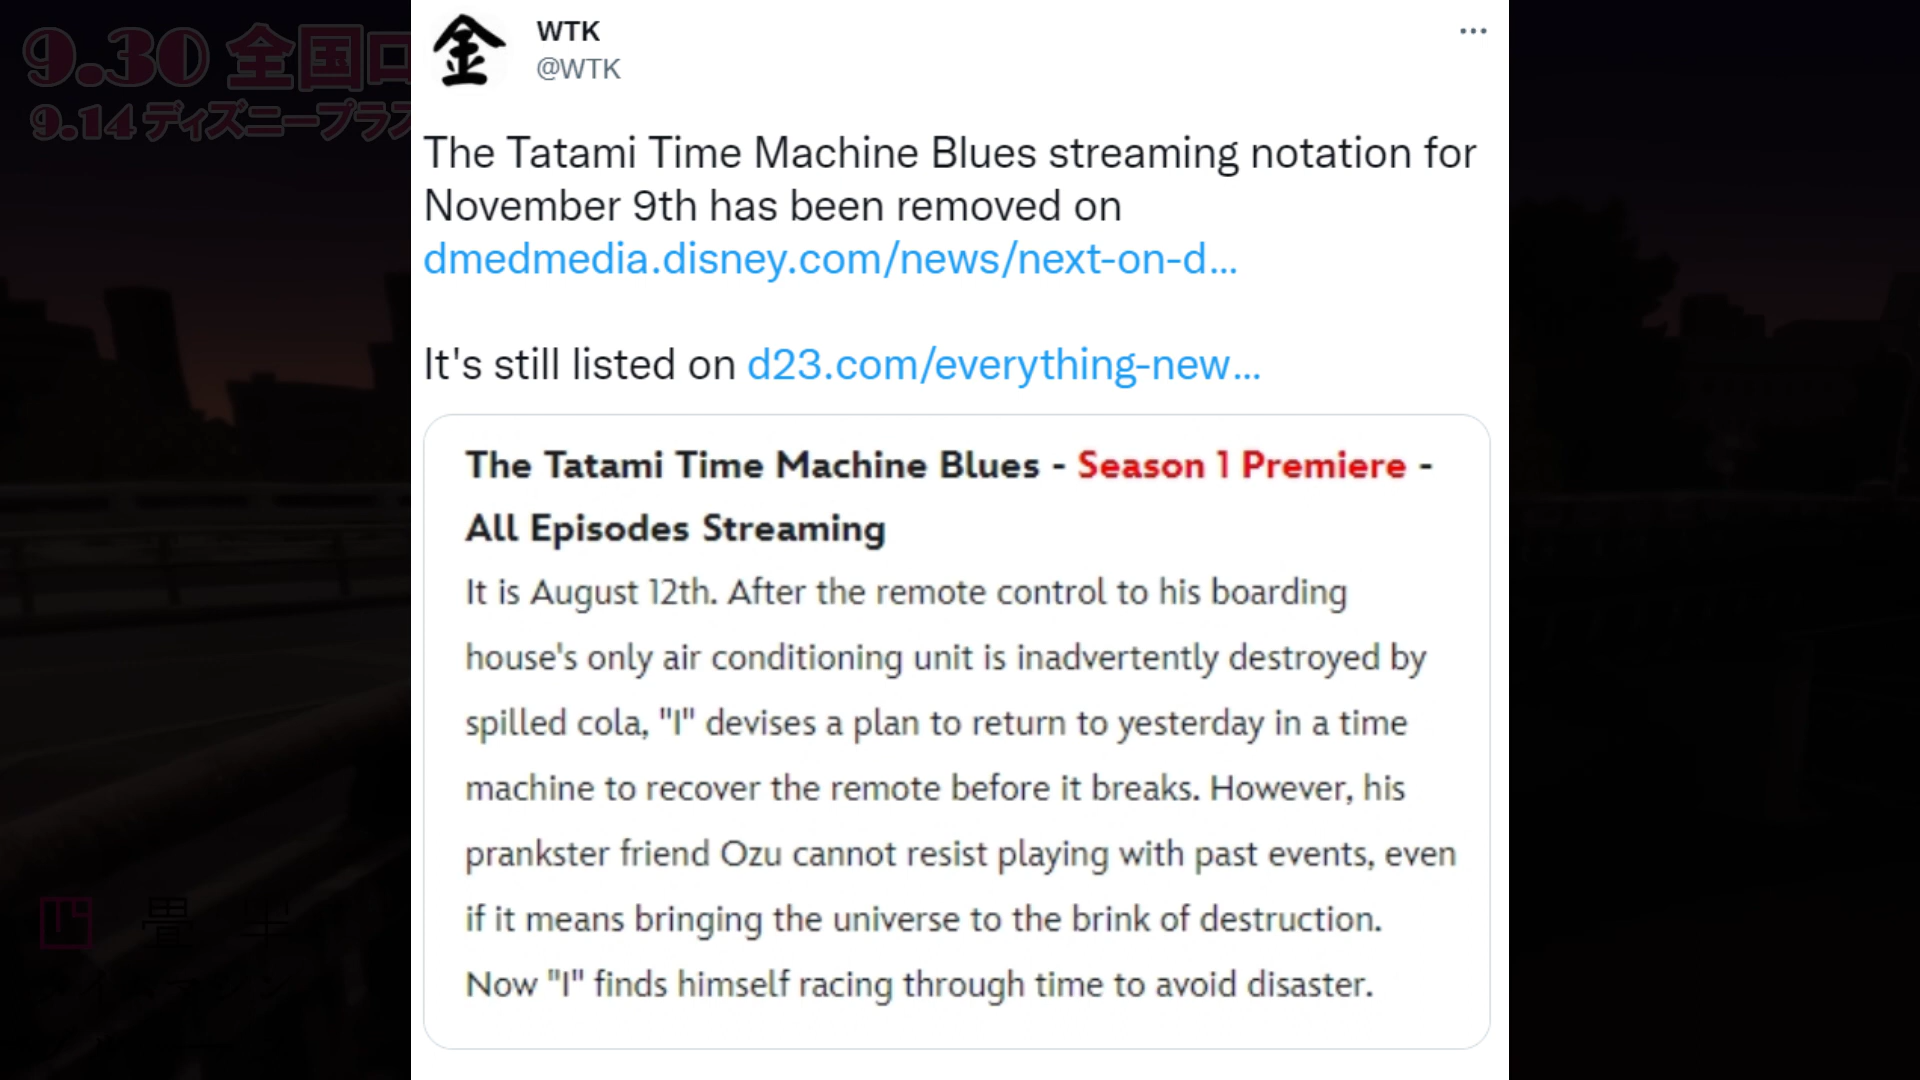 9.30 全国ロ
9.14 ディズニープラス
金
WTK
@WTK
The Tatami Time Machine Blues streaming notation for
November 9th has been removed on
dmedmedia.disney.com/news/next-on-d...
It's still listed on d23.com/everything-new...
The Tatami Time Machine Blues - Season 1 Premiere -
All Episodes Streaming
It is August 12th. After the remote control to his boarding
house's only air conditioning unit is inadvertently destroyed by
spilled cola, "I" devises a plan to return to yesterday in a time
machine to recover the remote before it breaks. However, his
prankster friend Ozu cannot resist playing with past events, even
if it means bringing the universe to the brink of destruction.
Now "I" finds himself racing through time to avoid disaster.
畳 半